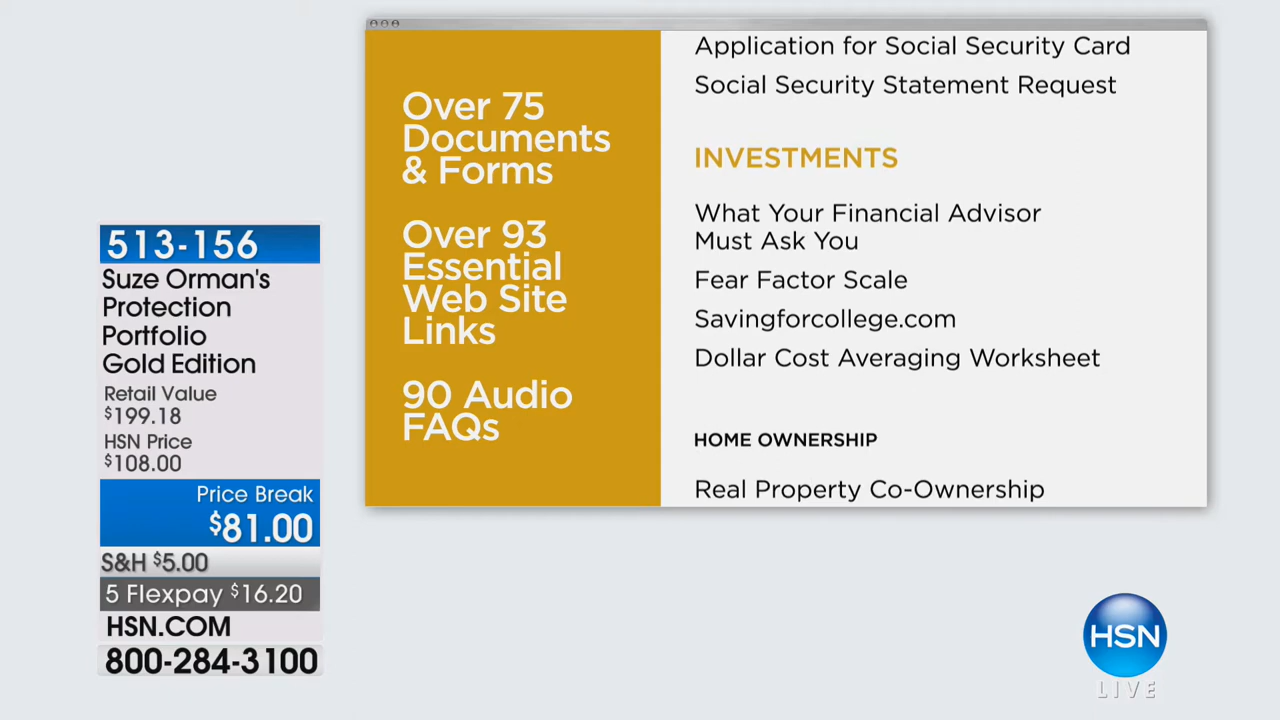 513-156
Suze Orman's
Protection
Portfolio
Gold Edition
Retail Value
$199.18
HSN Price
$108.00
Price Break
$81.00
S&H $5.00
5 Flexpay $16.20
HSN.COM
800-284-3100
Over 75
Documents
& Forms
Over 93
Essential
Web Site
Links
90 Audio
FAQs
Application for Social Security Card
Social Security Statement Request
INVESTMENTS
What Your Financial Advisor
Must Ask You
Fear Factor Scale
Savingforcollege.com
Dollar Cost Averaging Worksheet
HOME OWNERSHIP
Real Property Co-Ownership
HSN
LIVE